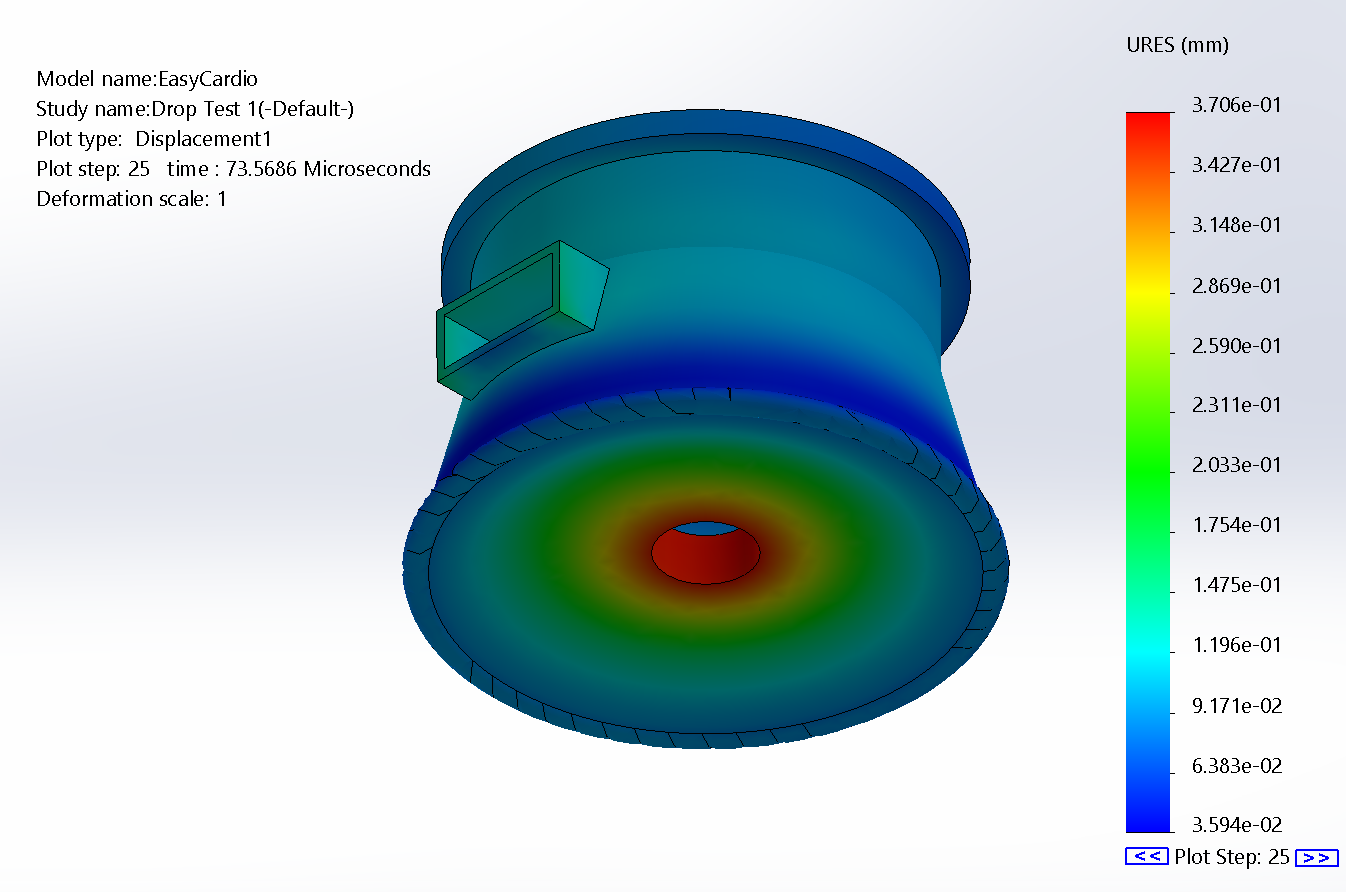 URES (mm)
Model name:EasyCardio
Study name:Drop Test 1(-Default-)
Plot type: Displacement1
Plot step: 25 time : 73.5686 Microseconds
Deformation scale: 1
3.706e-01
3.427e-01
3.148e-01
2.869e-01
2.590e-01
2.311e-01
2.033e-01
1.754e-01
1.475e-01
1.196e-01
9.171e-02
6.383e-02
3.594e-02
<< Plot Step: 25 >>